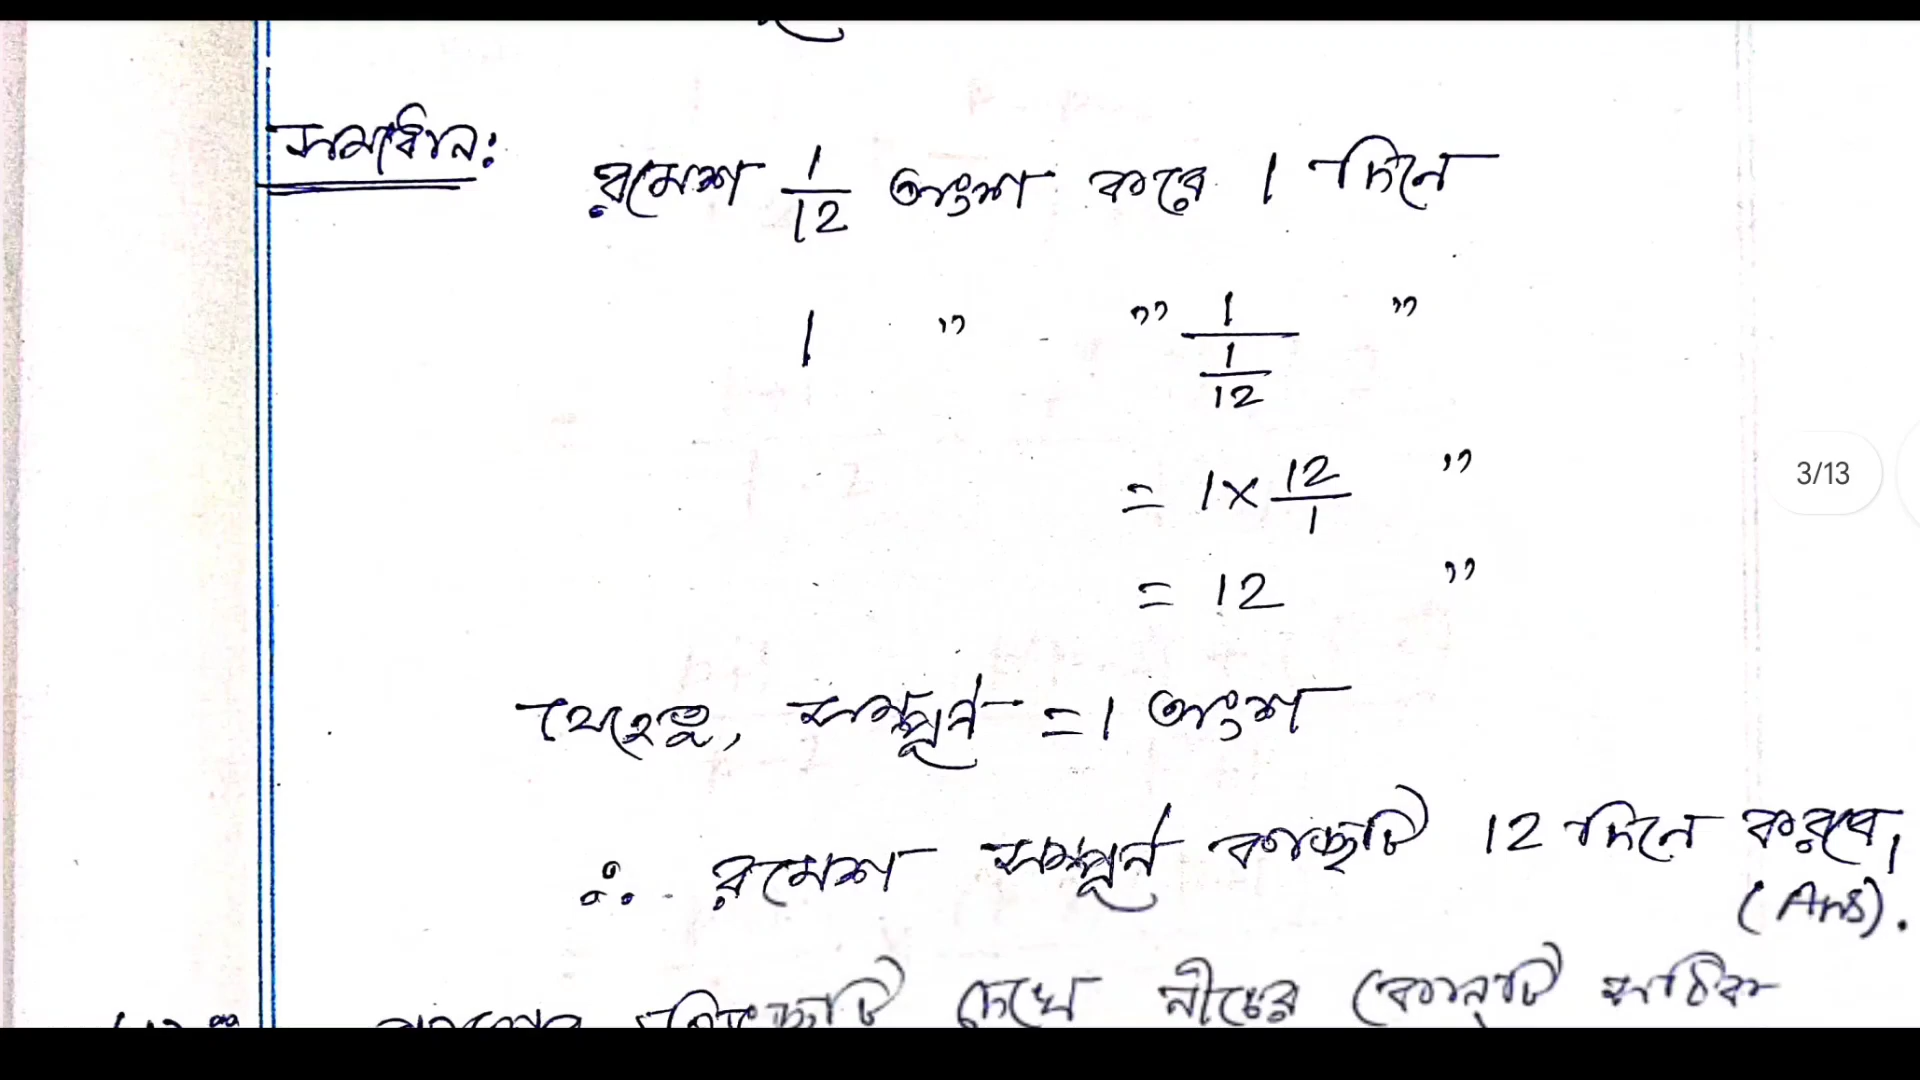 সমাধান: রমেশ 1/12 অংশ করে 1 দিনে
1 " " 1/(1/12) "
= 1 × 12/1 "
= 12 "
3/13
যেহেতু, সম্পূর্ন = 1 অংশ
∴ রমেশ সম্পূর্ন কাজটি 12 দিনে করবে।
(Ans).
দেখে নীচের কোনটি সঠিক